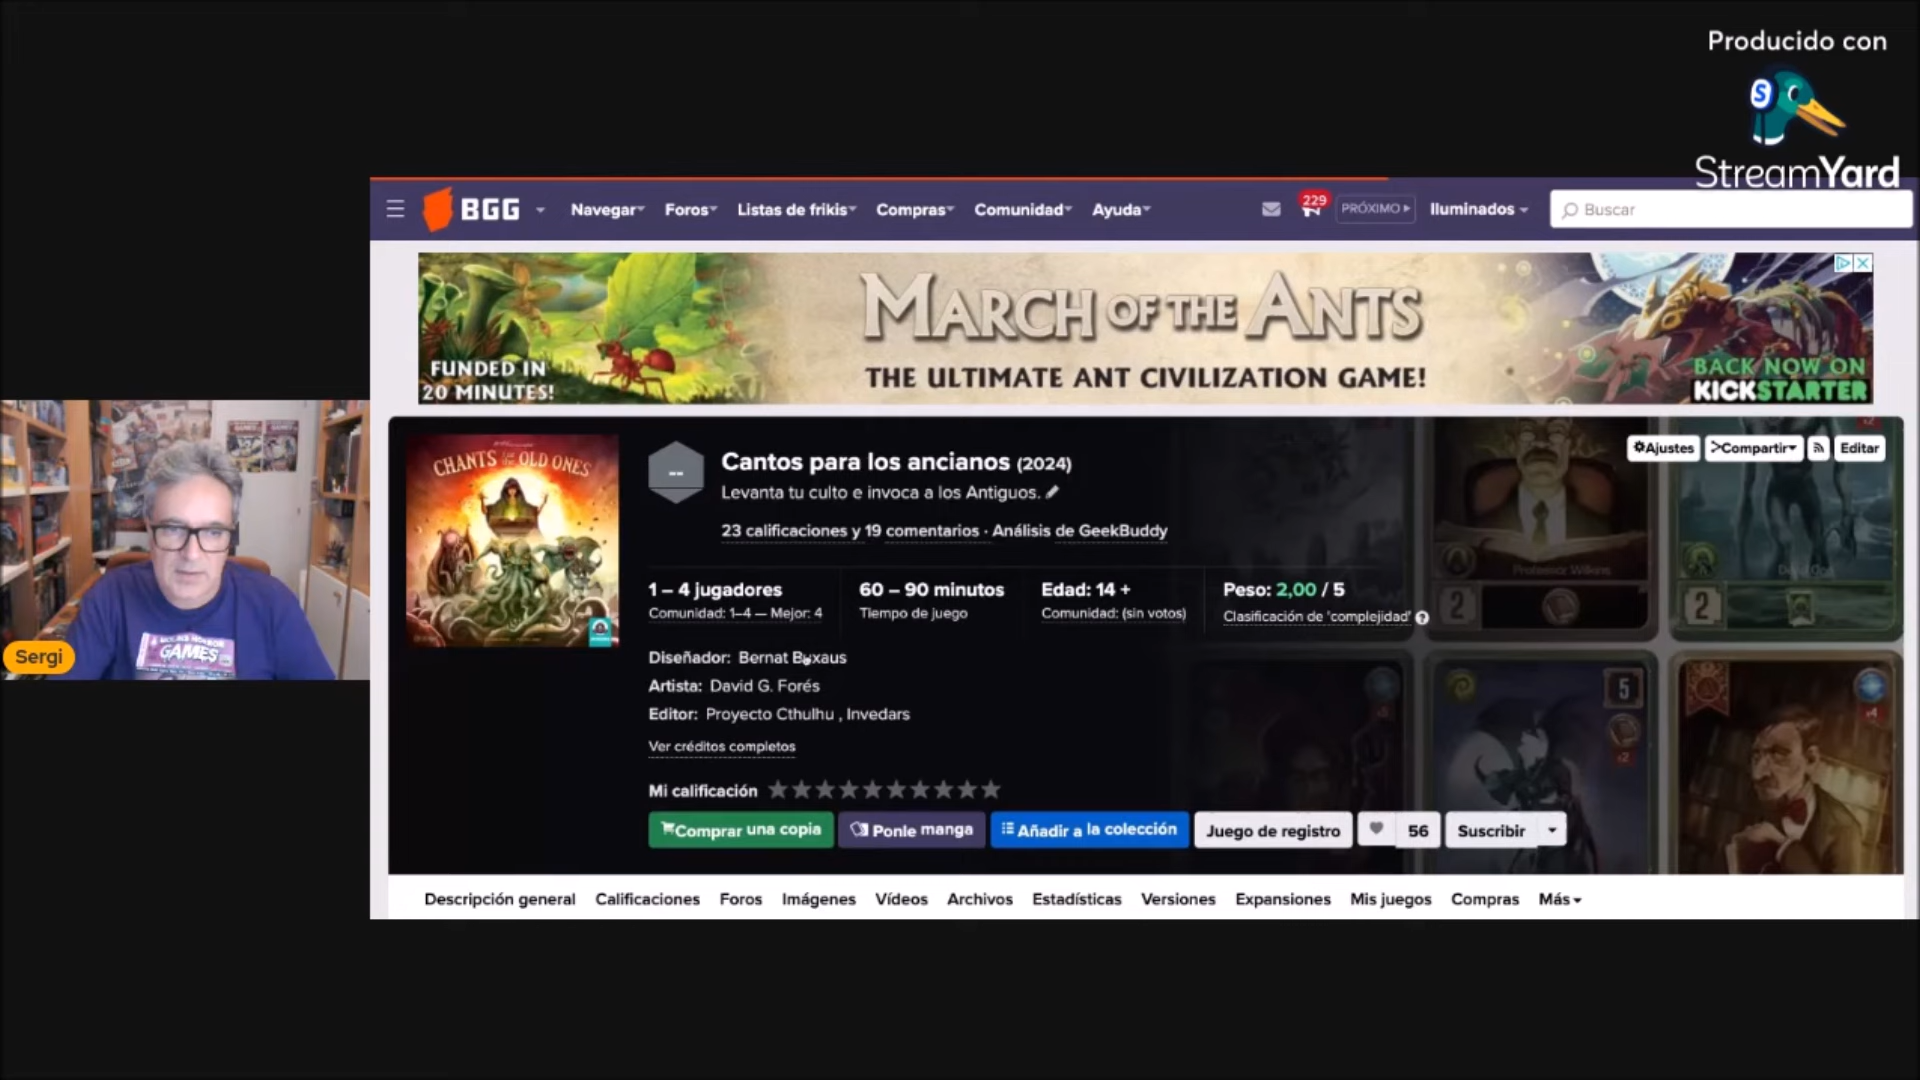 Producido con
StreamYard
BGG
Navegar
Foros
Listas de frikis
Compras
Comunidad
Ayuda
229
PRÓXIMO
Iluminados
Buscar
FUNDED IN
20 MINUTES!
MARCH OF THE ANTS
THE ULTIMATE ANT CIVILIZATION GAME!
BACK NOW ON
KICKSTARTER
CHANTS for the OLD ONES
--
Cantos para los ancianos (2024)
Levanta tu culto e invoca a los Antiguos.
23 calificaciones y 19 comentarios · Análisis de GeekBuddy
Ajustes
Compartir
Editar
1 – 4 jugadores
Comunidad: 1–4 — Mejor: 4
60 – 90 minutos
Tiempo de juego
Edad: 14 +
Comunidad: (sin votos)
Peso: 2,00 / 5
Clasificación de 'complejidad' ?
Professor Wilkins
2
2
Diseñador: Bernat Buxaus
Artista: David G. Forés
Editor: Proyecto Cthulhu , Invedars
Ver créditos completos
5
x2
x4
Mi calificación
Comprar una copia
Ponle manga
Añadir a la colección
Juego de registro
56
Suscribir
Descripción general
Calificaciones
Foros
Imágenes
Vídeos
Archivos
Estadísticas
Versiones
Expansiones
Mis juegos
Compras
Más
Sergi
GAMES